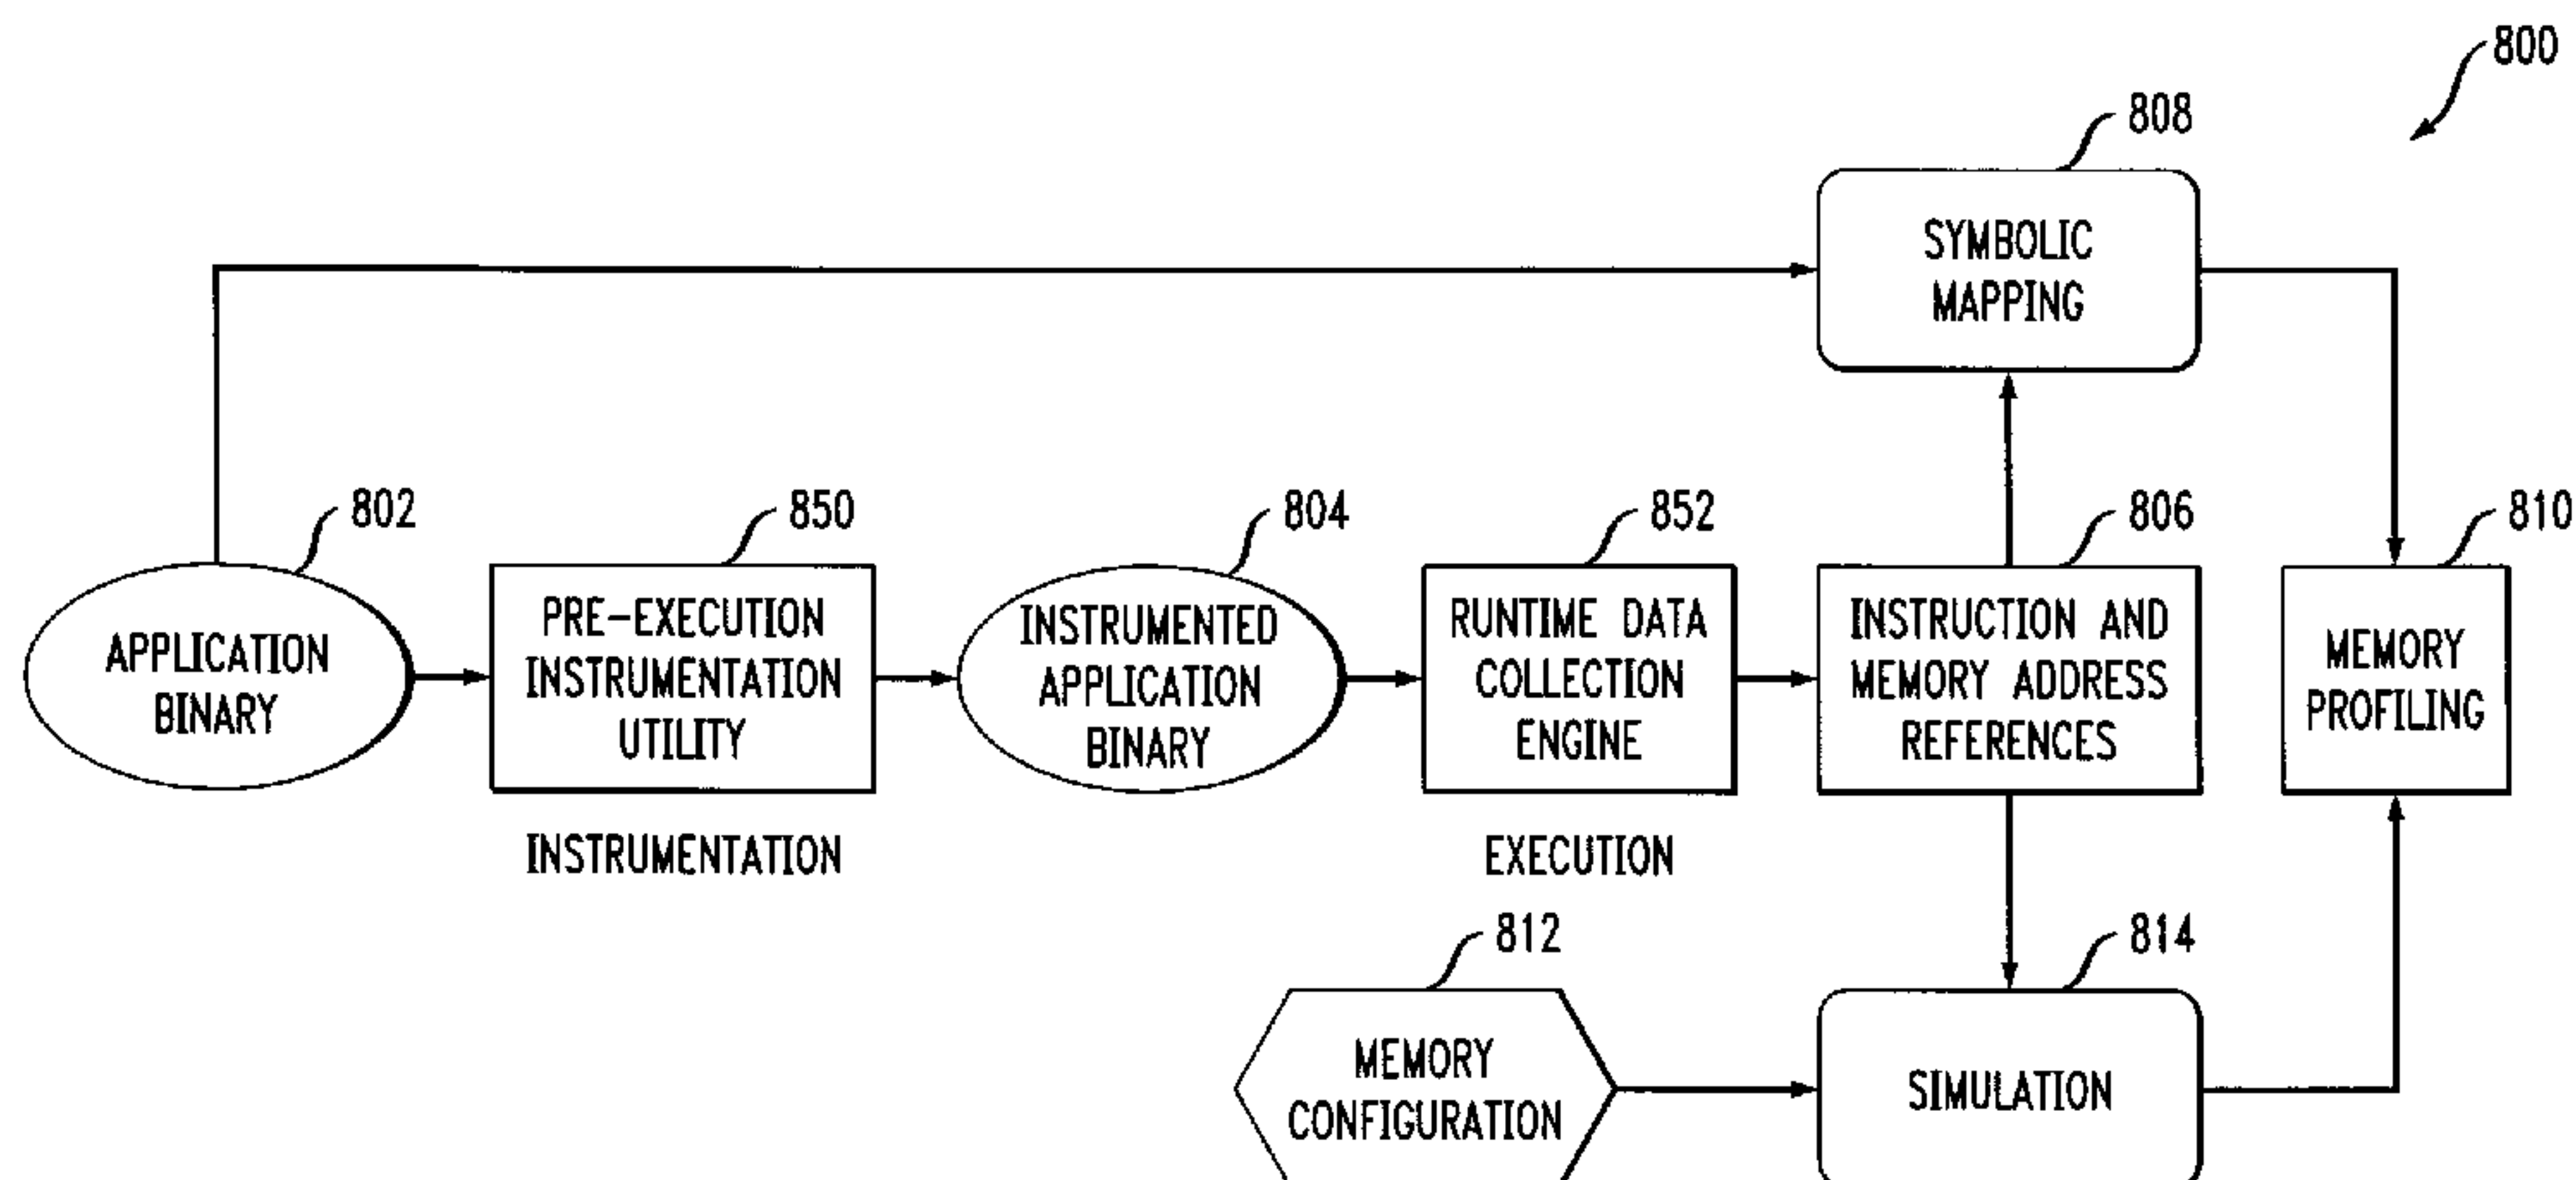 800
808
SYMBOLIC
MAPPING
802
850
804
852
806
810
APPLICATION
BINARY
PRE-EXECUTION
INSTRUMENTATION
UTILITY
INSTRUMENTED
APPLICATION
BINARY
RUNTIME DATA
COLLECTION
ENGINE
INSTRUCTION AND
MEMORY ADDRESS
REFERENCES
MEMORY
PROFILING
INSTRUMENTATION
EXECUTION
812
814
MEMORY
CONFIGURATION
SIMULATION